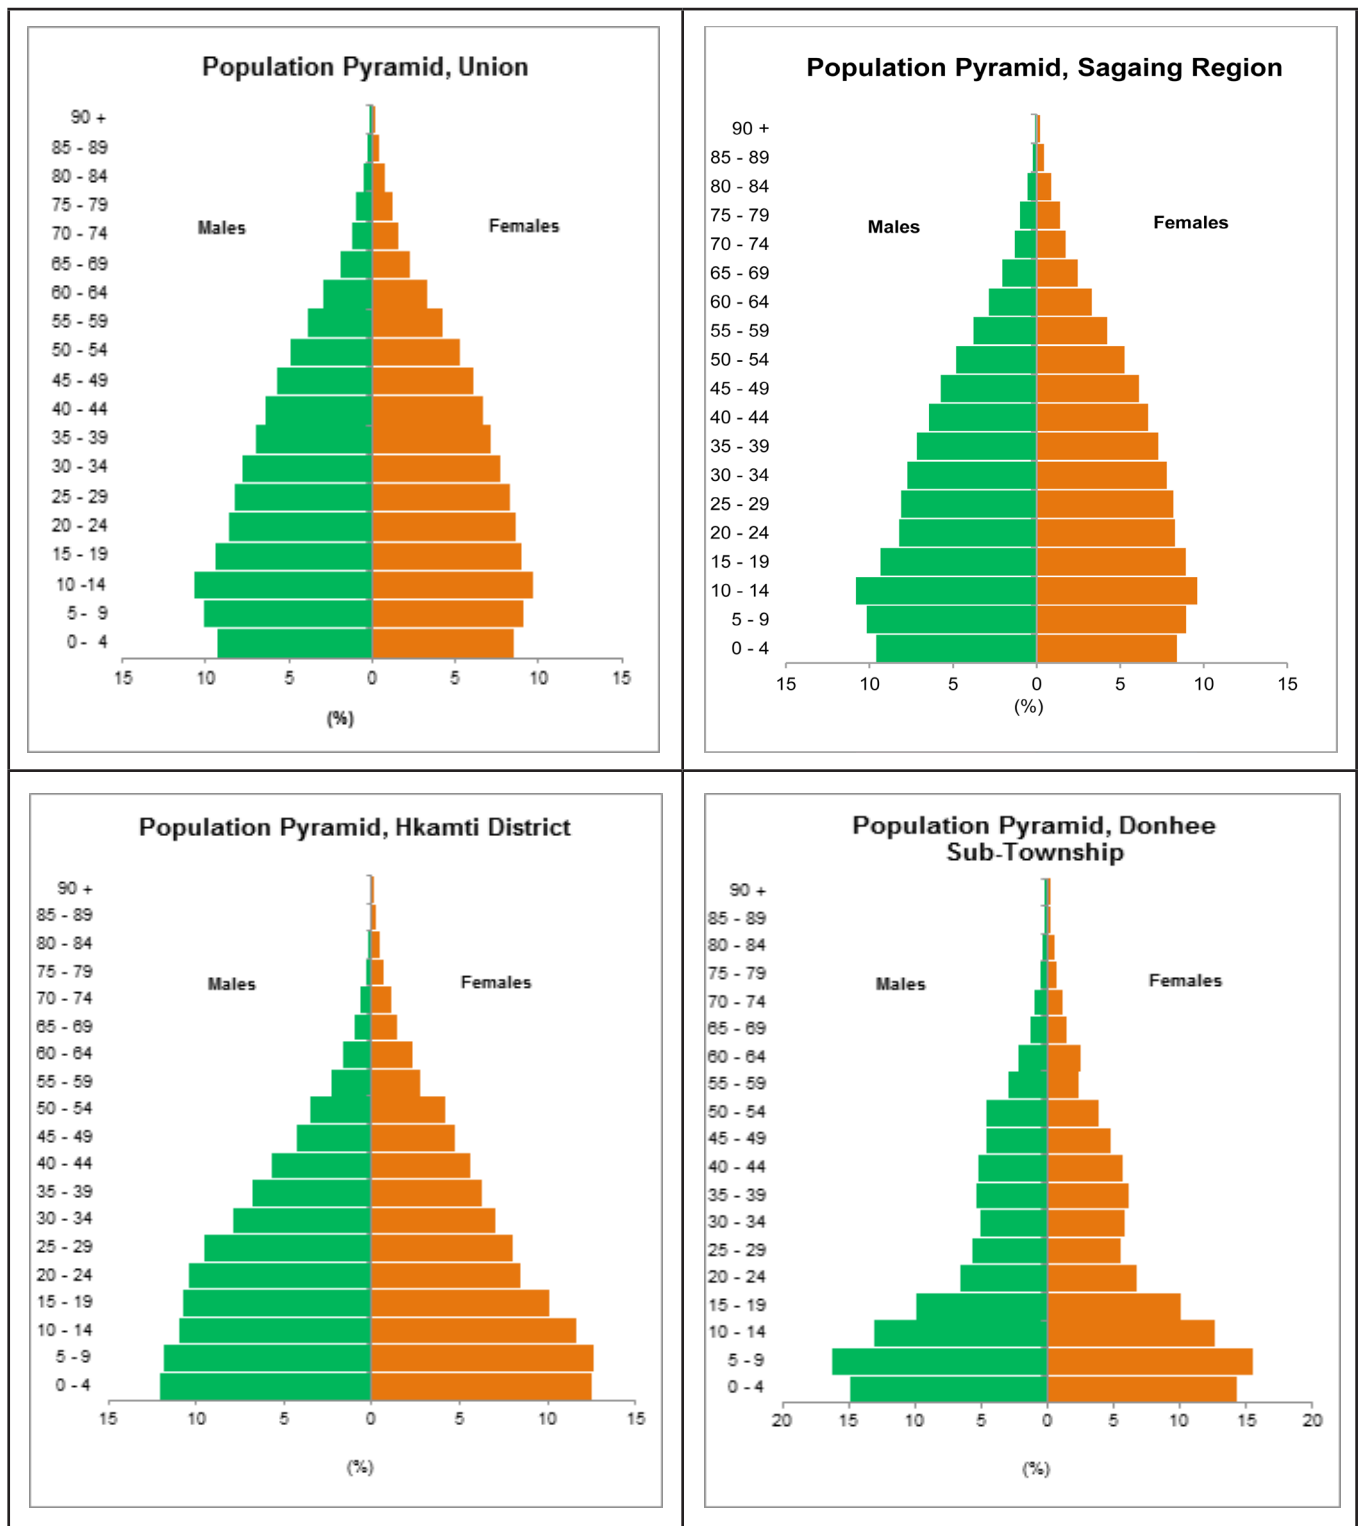 Population Pyramid, Union
90 +
85 - 89
80 - 84
75 - 79
70 - 74
65 - 69
60 - 64
55 - 59
50 - 54
45 - 49
40 - 44
35 - 39
30 - 34
25 - 29
20 - 24
15 - 19
10 -14
5 - 9
0 - 4
Males
Females
15 10 5 0 5 10 15
(%)
Population Pyramid, Sagaing Region
90 +
85 - 89
80 - 84
75 - 79
70 - 74
65 - 69
60 - 64
55 - 59
50 - 54
45 - 49
40 - 44
35 - 39
30 - 34
25 - 29
20 - 24
15 - 19
10 - 14
5 - 9
0 - 4
Males
Females
15 10 5 0 5 10 15
(%)
Population Pyramid, Hkamti District
90 +
85 - 89
80 - 84
75 - 79
70 - 74
65 - 69
60 - 64
55 - 59
50 - 54
45 - 49
40 - 44
35 - 39
30 - 34
25 - 29
20 - 24
15 - 19
10 - 14
5 - 9
0 - 4
Males
Females
15 10 5 0 5 10 15
(%)
Population Pyramid, Donhee
Sub-Township
90 +
85 - 89
80 - 84
75 - 79
70 - 74
65 - 69
60 - 64
55 - 59
50 - 54
45 - 49
40 - 44
35 - 39
30 - 34
25 - 29
20 - 24
15 - 19
10 - 14
5 - 9
0 - 4
Males
Females
20 15 10 5 0 5 10 15 20
(%)